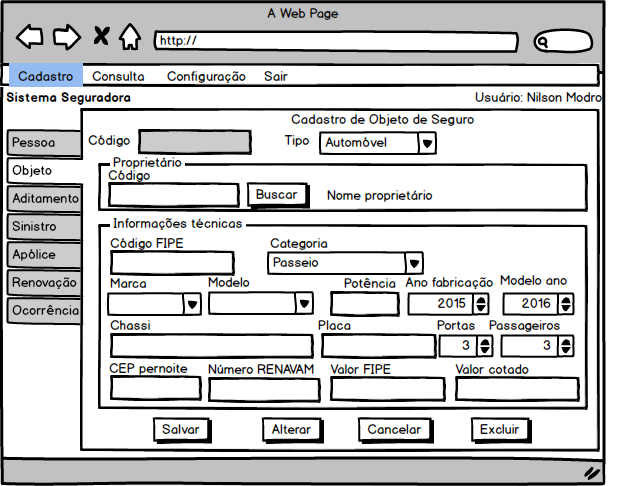 A Web Page
http://
Cadastro Consulta Configuração Sair
Sistema Seguradora Usuário: Nilson Modro
Cadastro de Objeto de Seguro
Pessoa
Objeto
Aditamento
Sinistro
Apólice
Renovação
Ocorrência
Código Tipo Automóvel
Proprietário
Código
Buscar Nome proprietário
Informações técnicas
Código FIPE Categoria
Passeio
Marca Modelo Potência Ano fabricação Modelo ano
2015 2016
Chassi Placa Portas Passageiros
3 3
CEP pernoite Número RENAVAM Valor FIPE Valor cotado
Salvar Alterar Cancelar Excluir